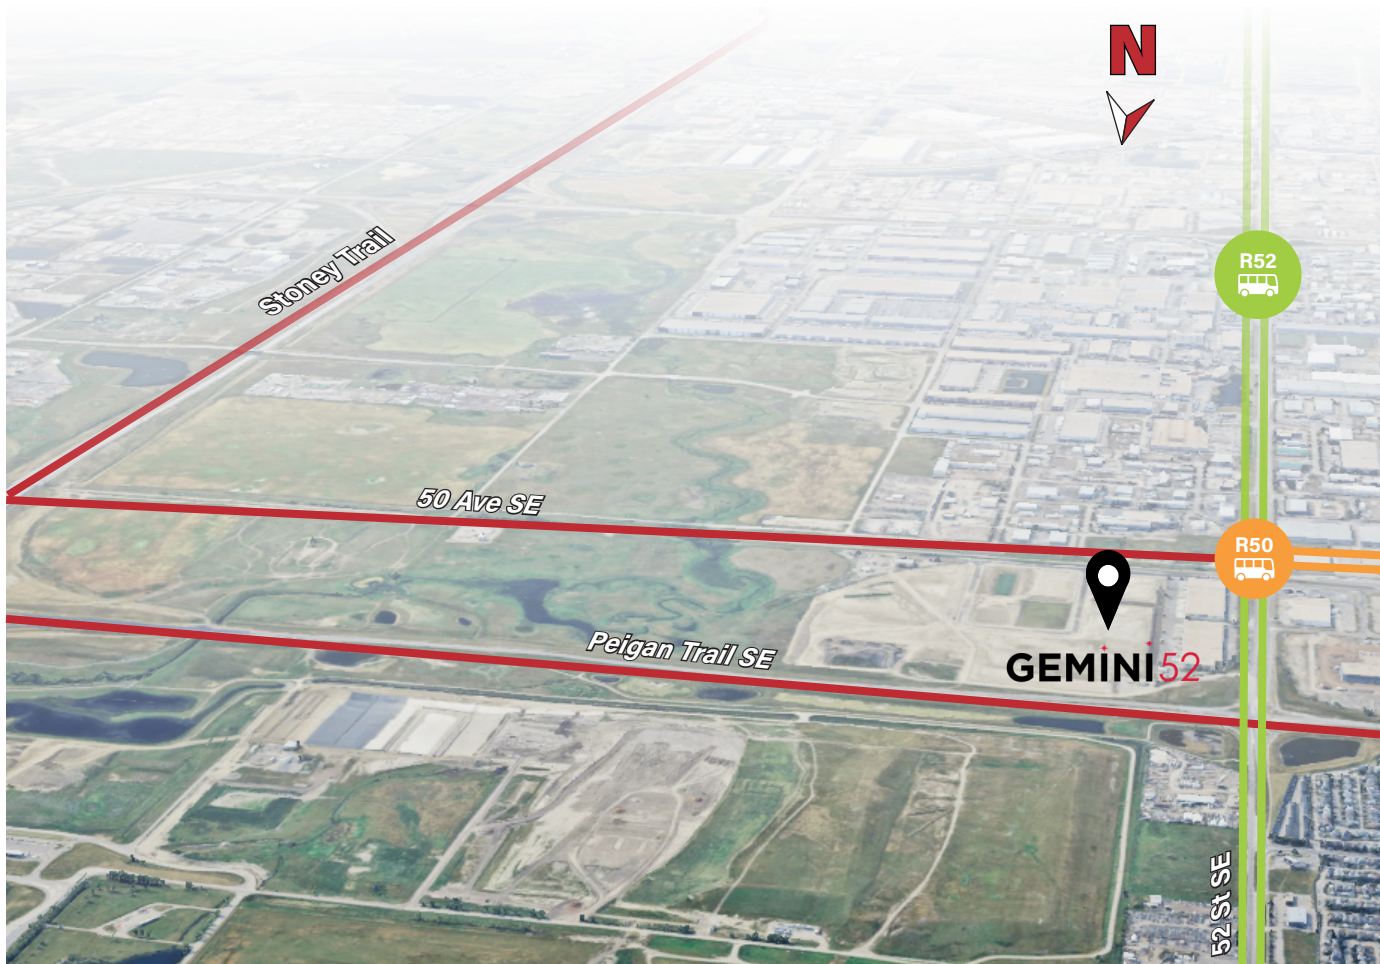 N
R52
Stoney Trail
50 Ave SE
R50
Peigan Trail SE
GEMINI52
52 St SE